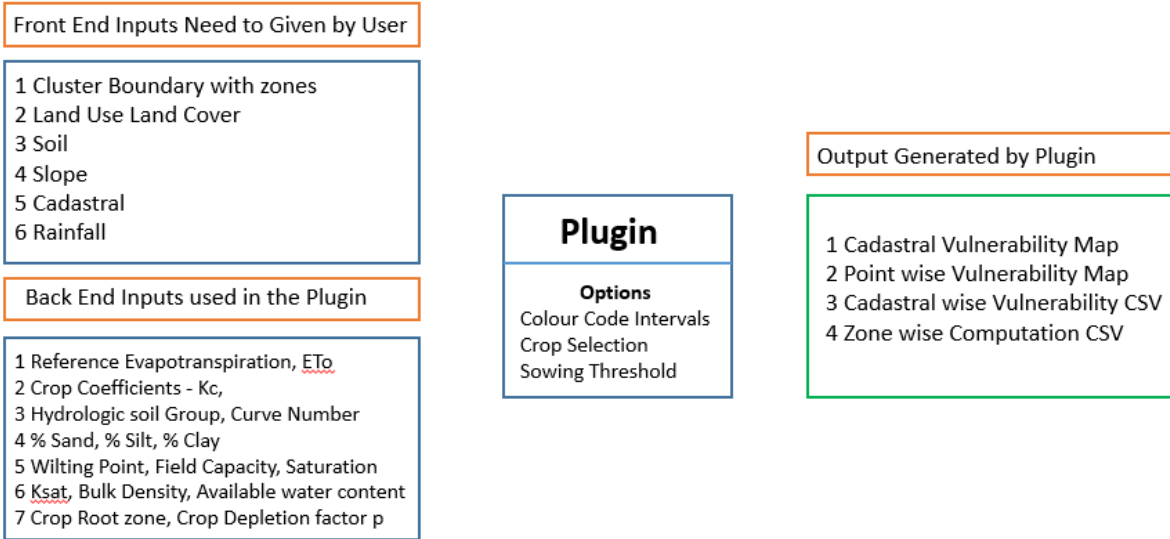 Front End Inputs Need to Given by User
1 Cluster Boundary with zones
2 Land Use Land Cover
3 Soil
4 Slope
5 Cadastral
6 Rainfall
Back End Inputs used in the Plugin
1 Reference Evapotranspiration, ETo
2 Crop Coefficients - Kc,
3 Hydrologic soil Group, Curve Number
4 % Sand, % Silt, % Clay
5 Wilting Point, Field Capacity, Saturation
6 Ksat, Bulk Density, Available water content
7 Crop Root zone, Crop Depletion factor p
Plugin
Options
Colour Code Intervals
Crop Selection
Sowing Threshold
Output Generated by Plugin
1 Cadastral Vulnerability Map
2 Point wise Vulnerability Map
3 Cadastral wise Vulnerability CSV
4 Zone wise Computation CSV